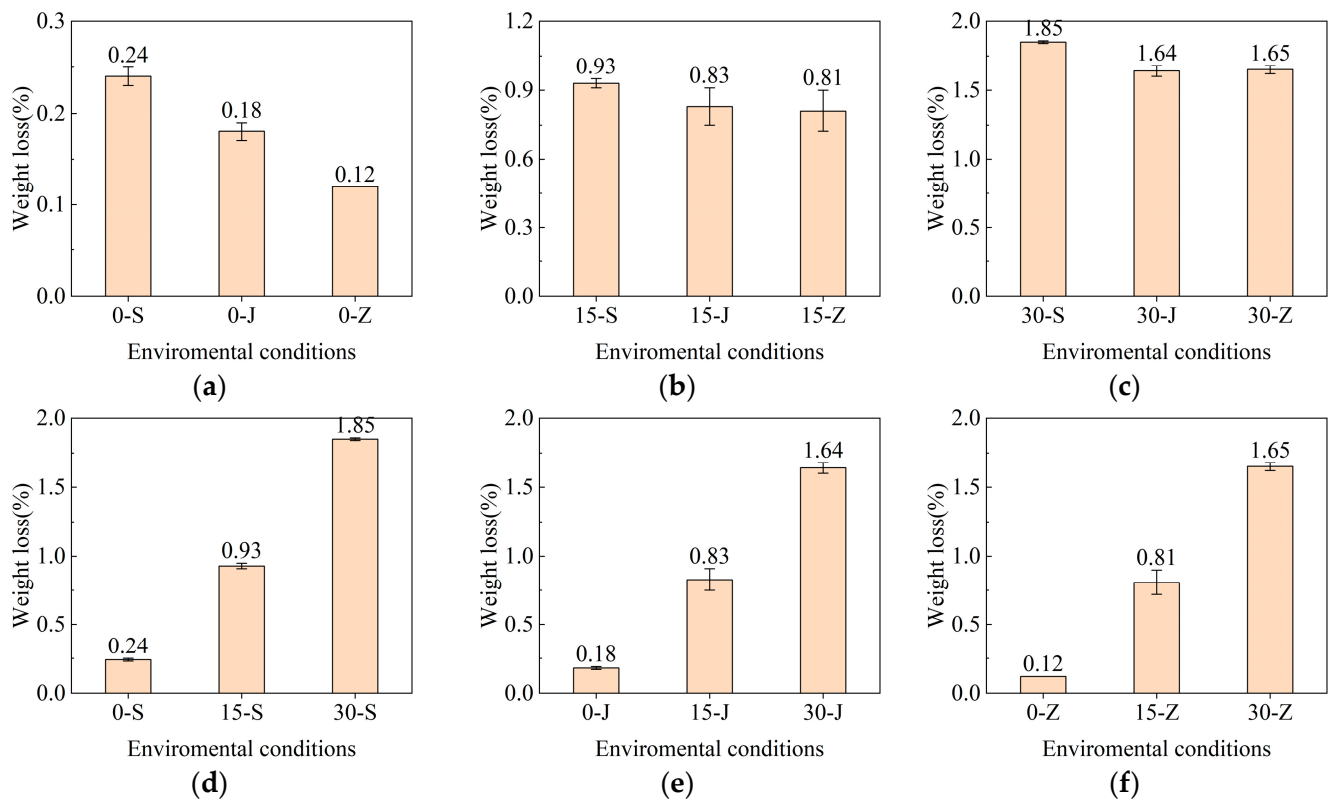 0.3
0.2
0.1
0.0
Weight loss(%)
0.24
0.18
0.12
0-S 0-J 0-Z
Enviromental conditions
(a)
1.2
0.9
0.6
0.3
0.0
Weight loss(%)
0.93
0.83
0.81
15-S 15-J 15-Z
Enviromental conditions
(b)
2.0
1.5
1.0
0.5
0.0
Weight loss(%)
1.85
1.64
1.65
30-S 30-J 30-Z
Enviromental conditions
(c)
2.0
1.5
1.0
0.5
0.0
Weight loss(%)
0.24
0.93
1.85
0-S 15-S 30-S
Enviromental conditions
(d)
2.0
1.5
1.0
0.5
0.0
Weight loss(%)
0.18
0.83
1.64
0-J 15-J 30-J
Enviromental conditions
(e)
2.0
1.5
1.0
0.5
0.0
Weight loss(%)
0.12
0.81
1.65
0-Z 15-Z 30-Z
Enviromental conditions
(f)